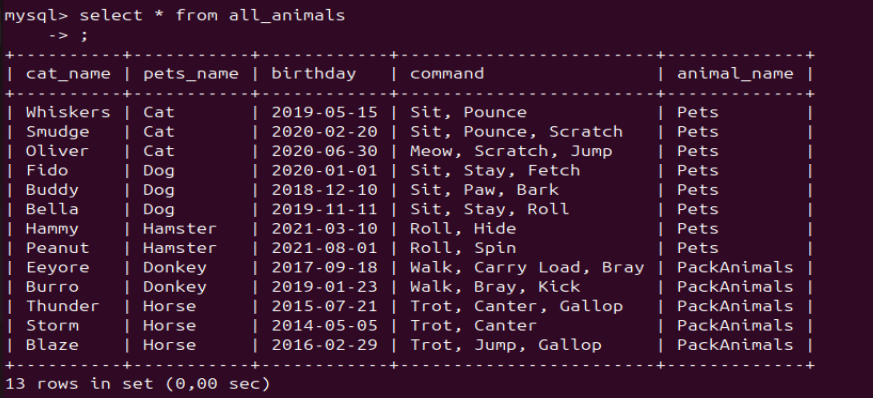 mysql> select * from all_animals
    -> ;
+----------+-----------+------------+-------------------------+-------------+
| cat_name | pets_name | birthday   | command                 | animal_name |
+----------+-----------+------------+-------------------------+-------------+
| Whiskers | Cat       | 2019-05-15 | Sit, Pounce             | Pets        |
| Smudge   | Cat       | 2020-02-20 | Sit, Pounce, Scratch    | Pets        |
| Oliver   | Cat       | 2020-06-30 | Meow, Scratch, Jump     | Pets        |
| Fido     | Dog       | 2020-01-01 | Sit, Stay, Fetch        | Pets        |
| Buddy    | Dog       | 2018-12-10 | Sit, Paw, Bark          | Pets        |
| Bella    | Dog       | 2019-11-11 | Sit, Stay, Roll         | Pets        |
| Hammy    | Hamster   | 2021-03-10 | Roll, Hide              | Pets        |
| Peanut   | Hamster   | 2021-08-01 | Roll, Spin              | Pets        |
| Eeyore   | Donkey    | 2017-09-18 | Walk, Carry Load, Bray | PackAnimals |
| Burro    | Donkey    | 2019-01-23 | Walk, Bray, Kick        | PackAnimals |
| Thunder  | Horse     | 2015-07-21 | Trot, Canter, Gallop    | PackAnimals |
| Storm    | Horse     | 2014-05-05 | Trot, Canter            | PackAnimals |
| Blaze    | Horse     | 2016-02-29 | Trot, Jump, Gallop      | PackAnimals |
+----------+-----------+------------+-------------------------+-------------+
13 rows in set (0,00 sec)